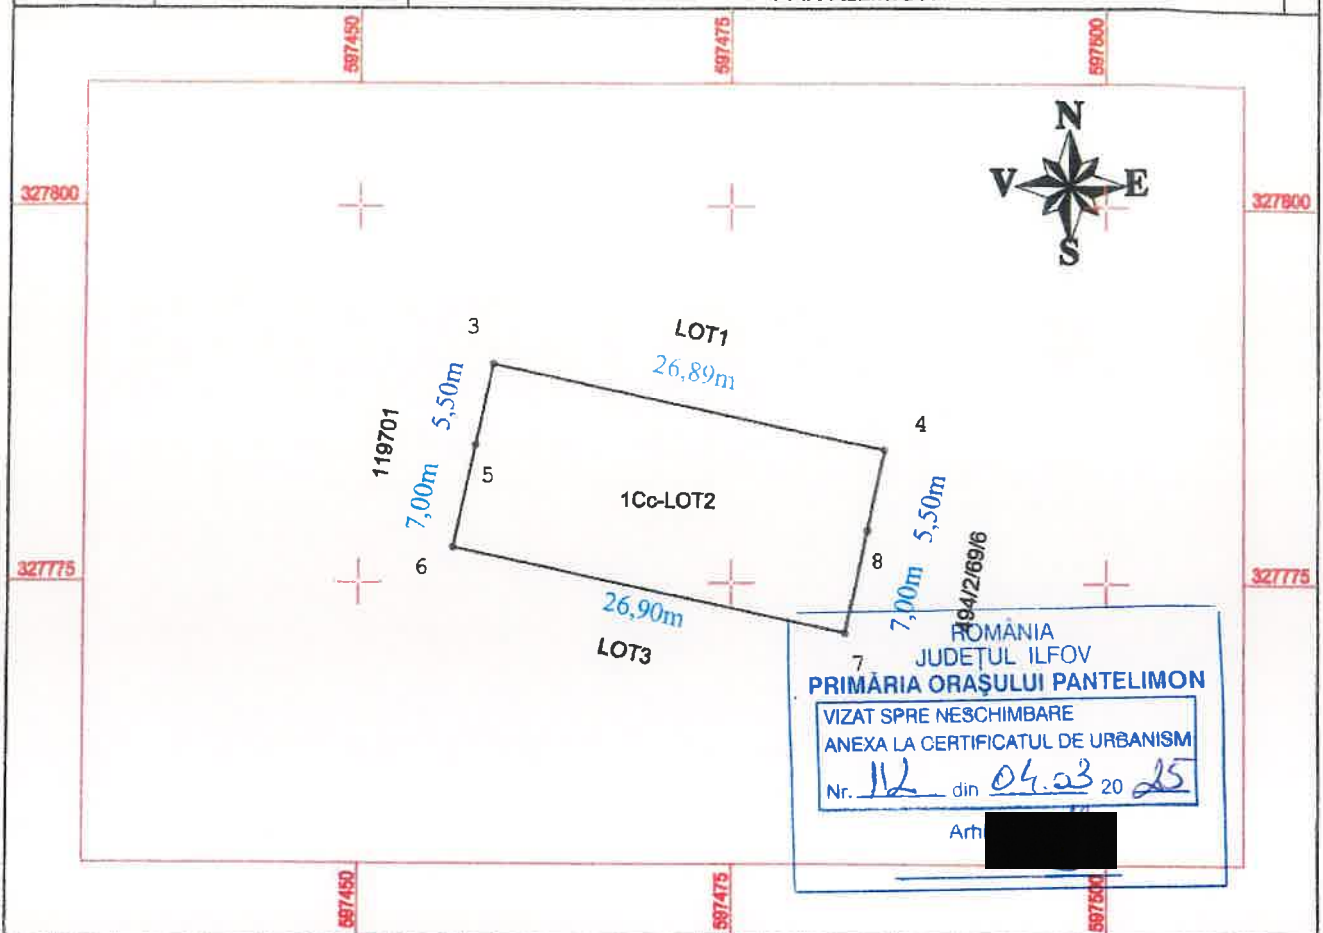 597450
597475
597500
N
V E
S
327800
327800
3
LOT1
26,89m
5,50m
119701
4
5
7,00m
1Cc-LOT2
5,50m
6
8
494/2/69/6
327775
327775
26,90m
7,00m
LOT3
7
ROMÂNIA
JUDEȚUL ILFOV
PRIMĂRIA ORAȘULUI PANTELIMON
VIZAT SPRE NESCHIMBARE
ANEXA LA CERTIFICATUL DE URBANISM
Nr. 112 din 04.03 20 25
Arh
597450
597475
597500